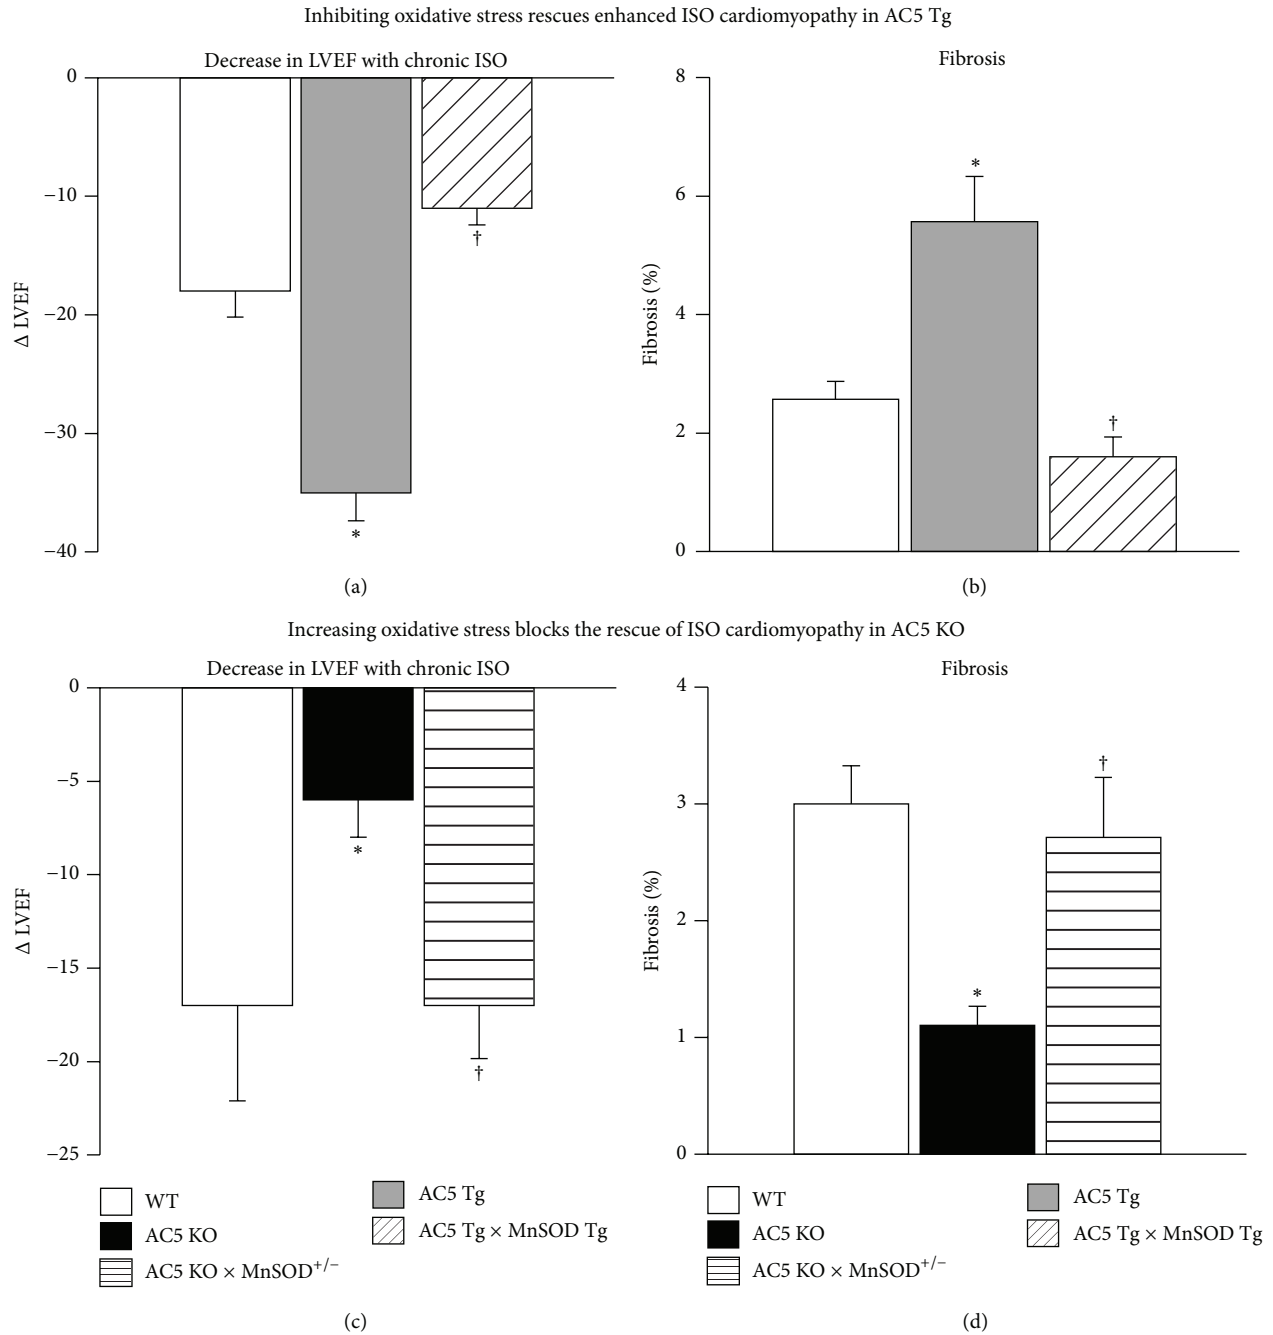 Inhibiting oxidative stress rescues enhanced ISO cardiomyopathy in AC5 Tg
Decrease in LVEF with chronic ISO
0
−10
−20
−30
−40
Δ LVEF
*
†
(a)
Fibrosis
8
6
4
2
0
Fibrosis (%)
*
†
(b)
Increasing oxidative stress blocks the rescue of ISO cardiomyopathy in AC5 KO
Decrease in LVEF with chronic ISO
0
−5
−10
−15
−20
−25
Δ LVEF
*
†
WT
AC5 KO
AC5 KO × MnSOD+/−
AC5 Tg
AC5 Tg × MnSOD Tg
(c)
Fibrosis
4
3
2
1
0
Fibrosis (%)
*
†
WT
AC5 KO
AC5 KO × MnSOD+/−
AC5 Tg
AC5 Tg × MnSOD Tg
(d)